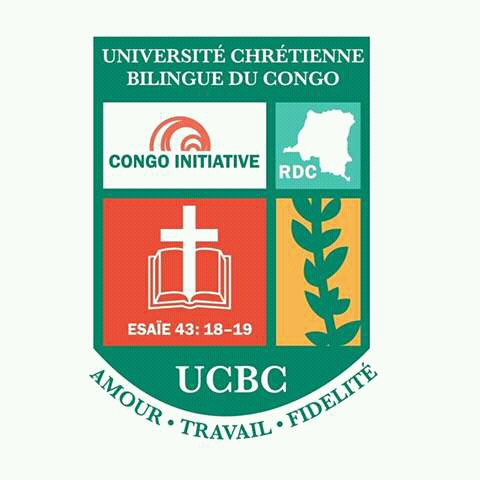 UNIVERSITÉ CHRÉTIENNE
BILINGUE DU CONGO
CONGO INITIATIVE
RDC
ESAÏE 43: 18–19
UCBC
AMOUR • TRAVAIL • FIDELITÉ